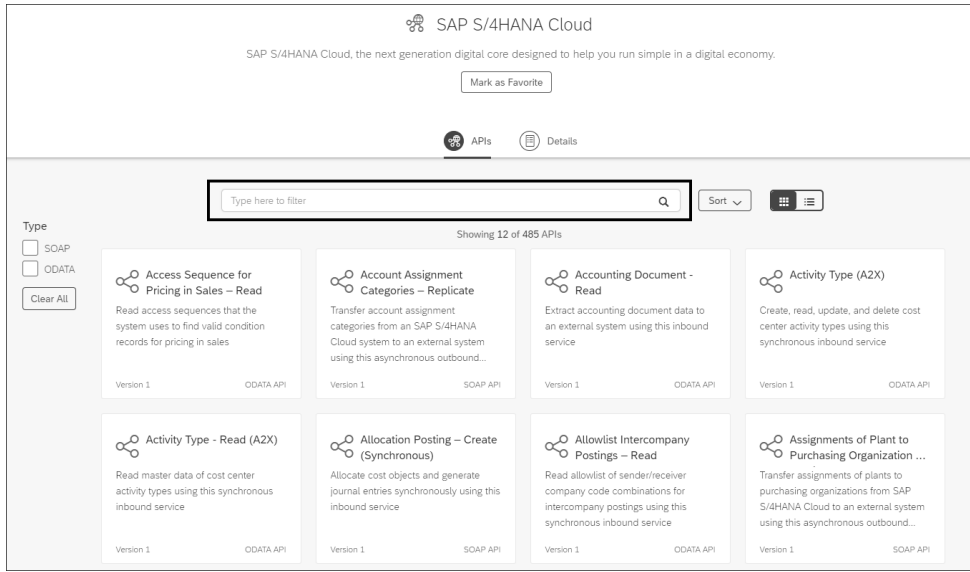 SAP S/4HANA Cloud
SAP S/4HANA Cloud, the next generation digital core designed to help you run simple in a digital economy.
Mark as Favorite
APIs
Details
Type here to filter
Sort
Type
SOAP
ODATA
Clear All
Showing 12 of 485 APIs
Access Sequence for
Pricing in Sales – Read
Read access sequences that the
system uses to find valid condition
records for pricing in sales
Version 1
ODATA API
Account Assignment
Categories – Replicate
Transfer account assignment
categories from an SAP S/4HANA
Cloud system to an external system
using this asynchronous outbound...
Version 1
SOAP API
Accounting Document -
Read
Extract accounting document data to
an external system using this inbound
service
Version 1
ODATA API
Activity Type (A2X)
Create, read, update, and delete cost
center activity types using this
synchronous inbound service
Version 1
ODATA API
Activity Type - Read (A2X)
Read master data of cost center
activity types using this synchronous
inbound service
Version 1
ODATA API
Allocation Posting – Create
(Synchronous)
Allocate cost objects and generate
journal entries synchronously using this
inbound service
Version 1
SOAP API
Allowlist Intercompany
Postings – Read
Read allowlist of sender/receiver
company code combinations for
intercompany postings using this
synchronous inbound service
Version 1
ODATA API
Assignments of Plant to
Purchasing Organization ...
Transfer assignments of plants to
purchasing organizations from SAP
S/4HANA Cloud to an external system
using this asynchronous outbound...
Version 1
SOAP API